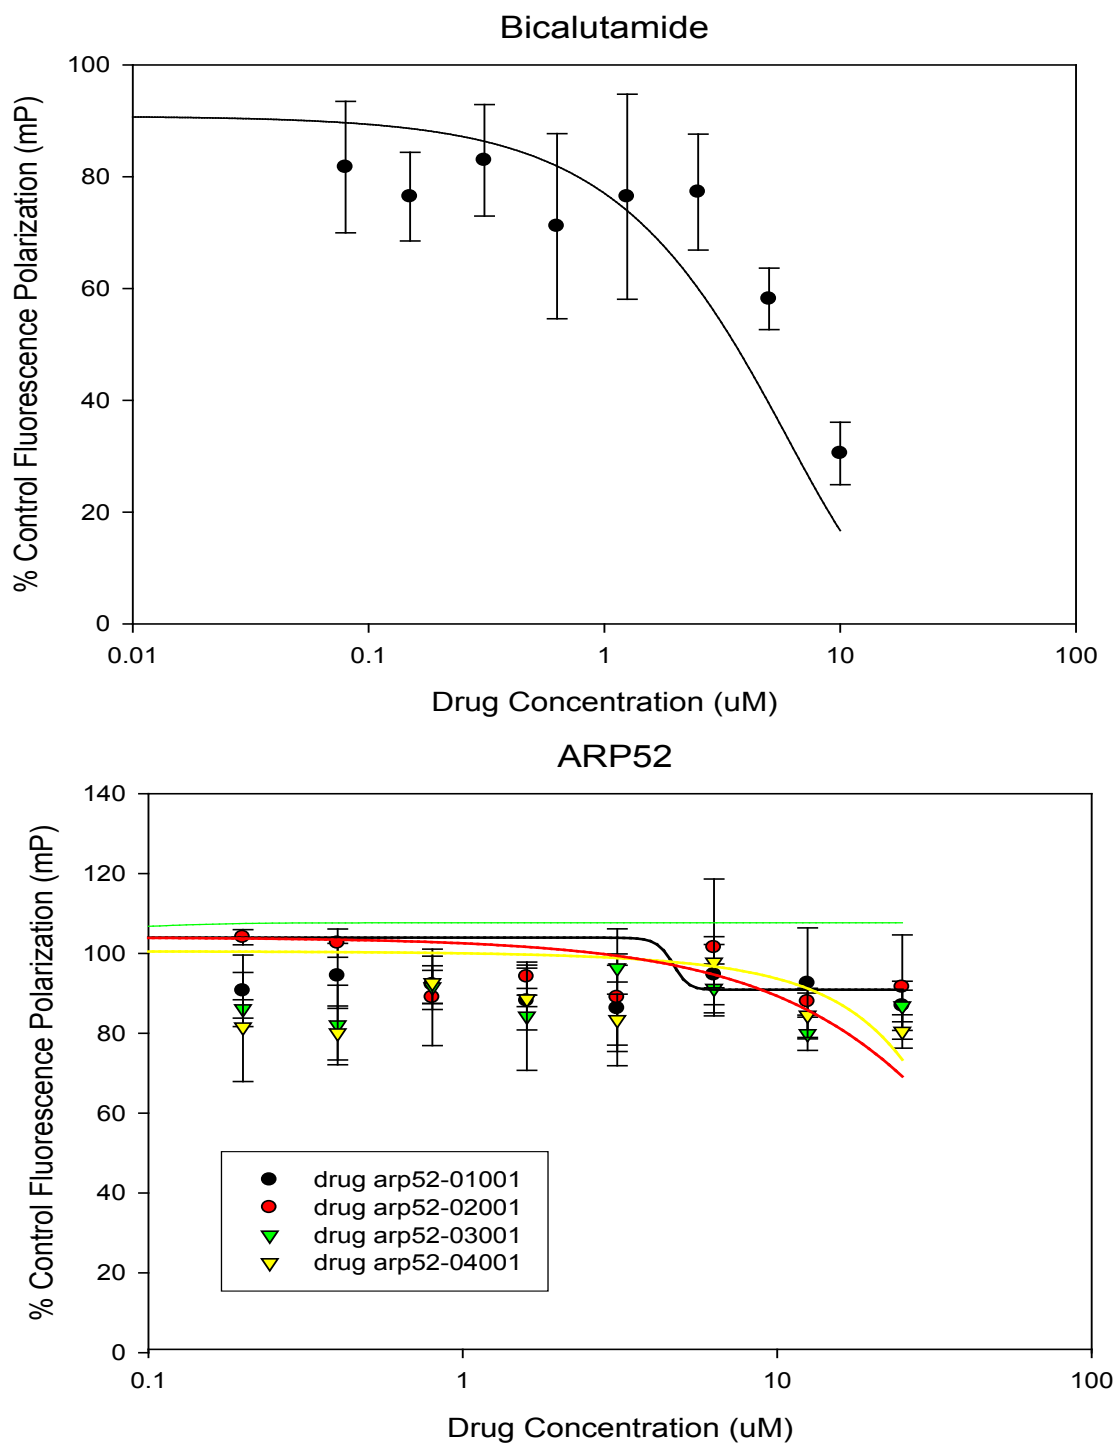 Bicalutamide
% Control Fluorescence Polarization (mP)
100
80
60
40
20
0
0.01
0.1
1
10
100
Drug Concentration (uM)
ARP52
% Control Fluorescence Polarization (mP)
140
120
100
80
60
40
20
0
drug arp52-01001
drug arp52-02001
drug arp52-03001
drug arp52-04001
0.1
1
10
100
Drug Concentration (uM)